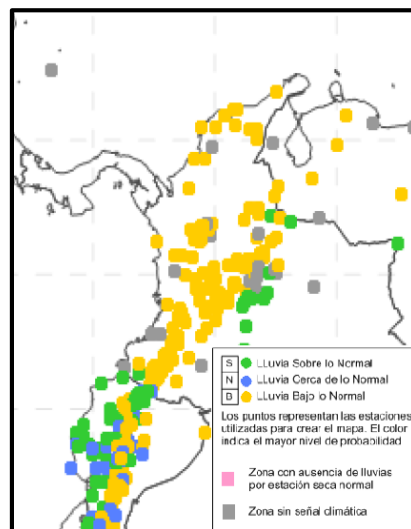 S LLuvia Sobre lo Normal
N LLuvia Cerca de lo Normal
B LLuvia Bajo lo Normal
Los puntos representan las estaciones
utilizadas para crear el mapa. El color
indica el mayor nivel de probabilidad
Zona con ausencia de lluvias
por estación seca normal
Zona sin señal climática